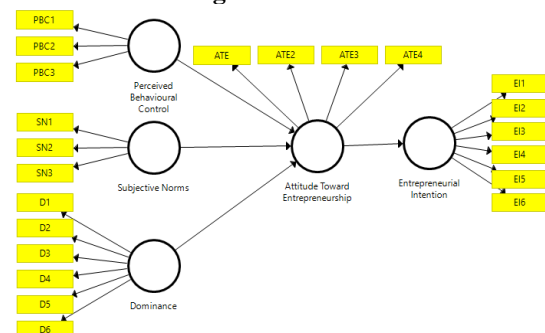 PBC1
PBC2
PBC3
Perceived
Behavioural
Control
ATE
ATE2
ATE3
ATE4
SN1
SN2
SN3
Subjective Norms
Attitude Toward
Entrepreneurship
Entrepreneurial
Intention
EI1
EI2
EI3
EI4
EI5
EI6
D1
D2
D3
D4
D5
D6
Dominance